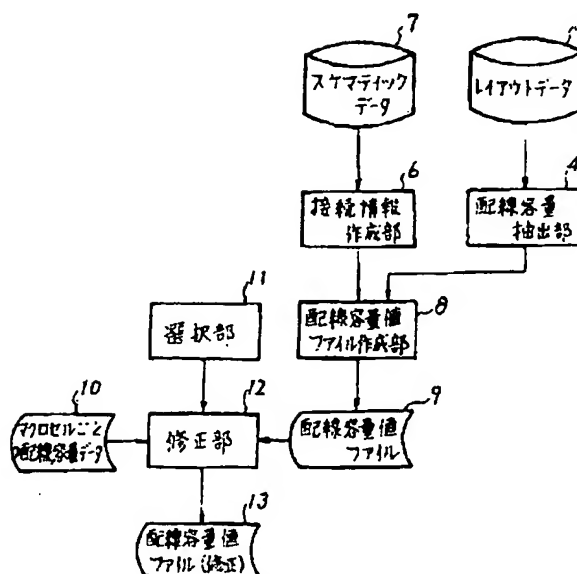 7
スケマティック
データ
レイアウトデータ
6
接続情報
作成部
4
配線容量
抽出部
11
選択部
8
配線容量値
ファイル作成部
10
マクロセルごと
配線容量データ
12
修正部
9
配線容量値
ファイル
13
配線容量値
ファイル(修正)